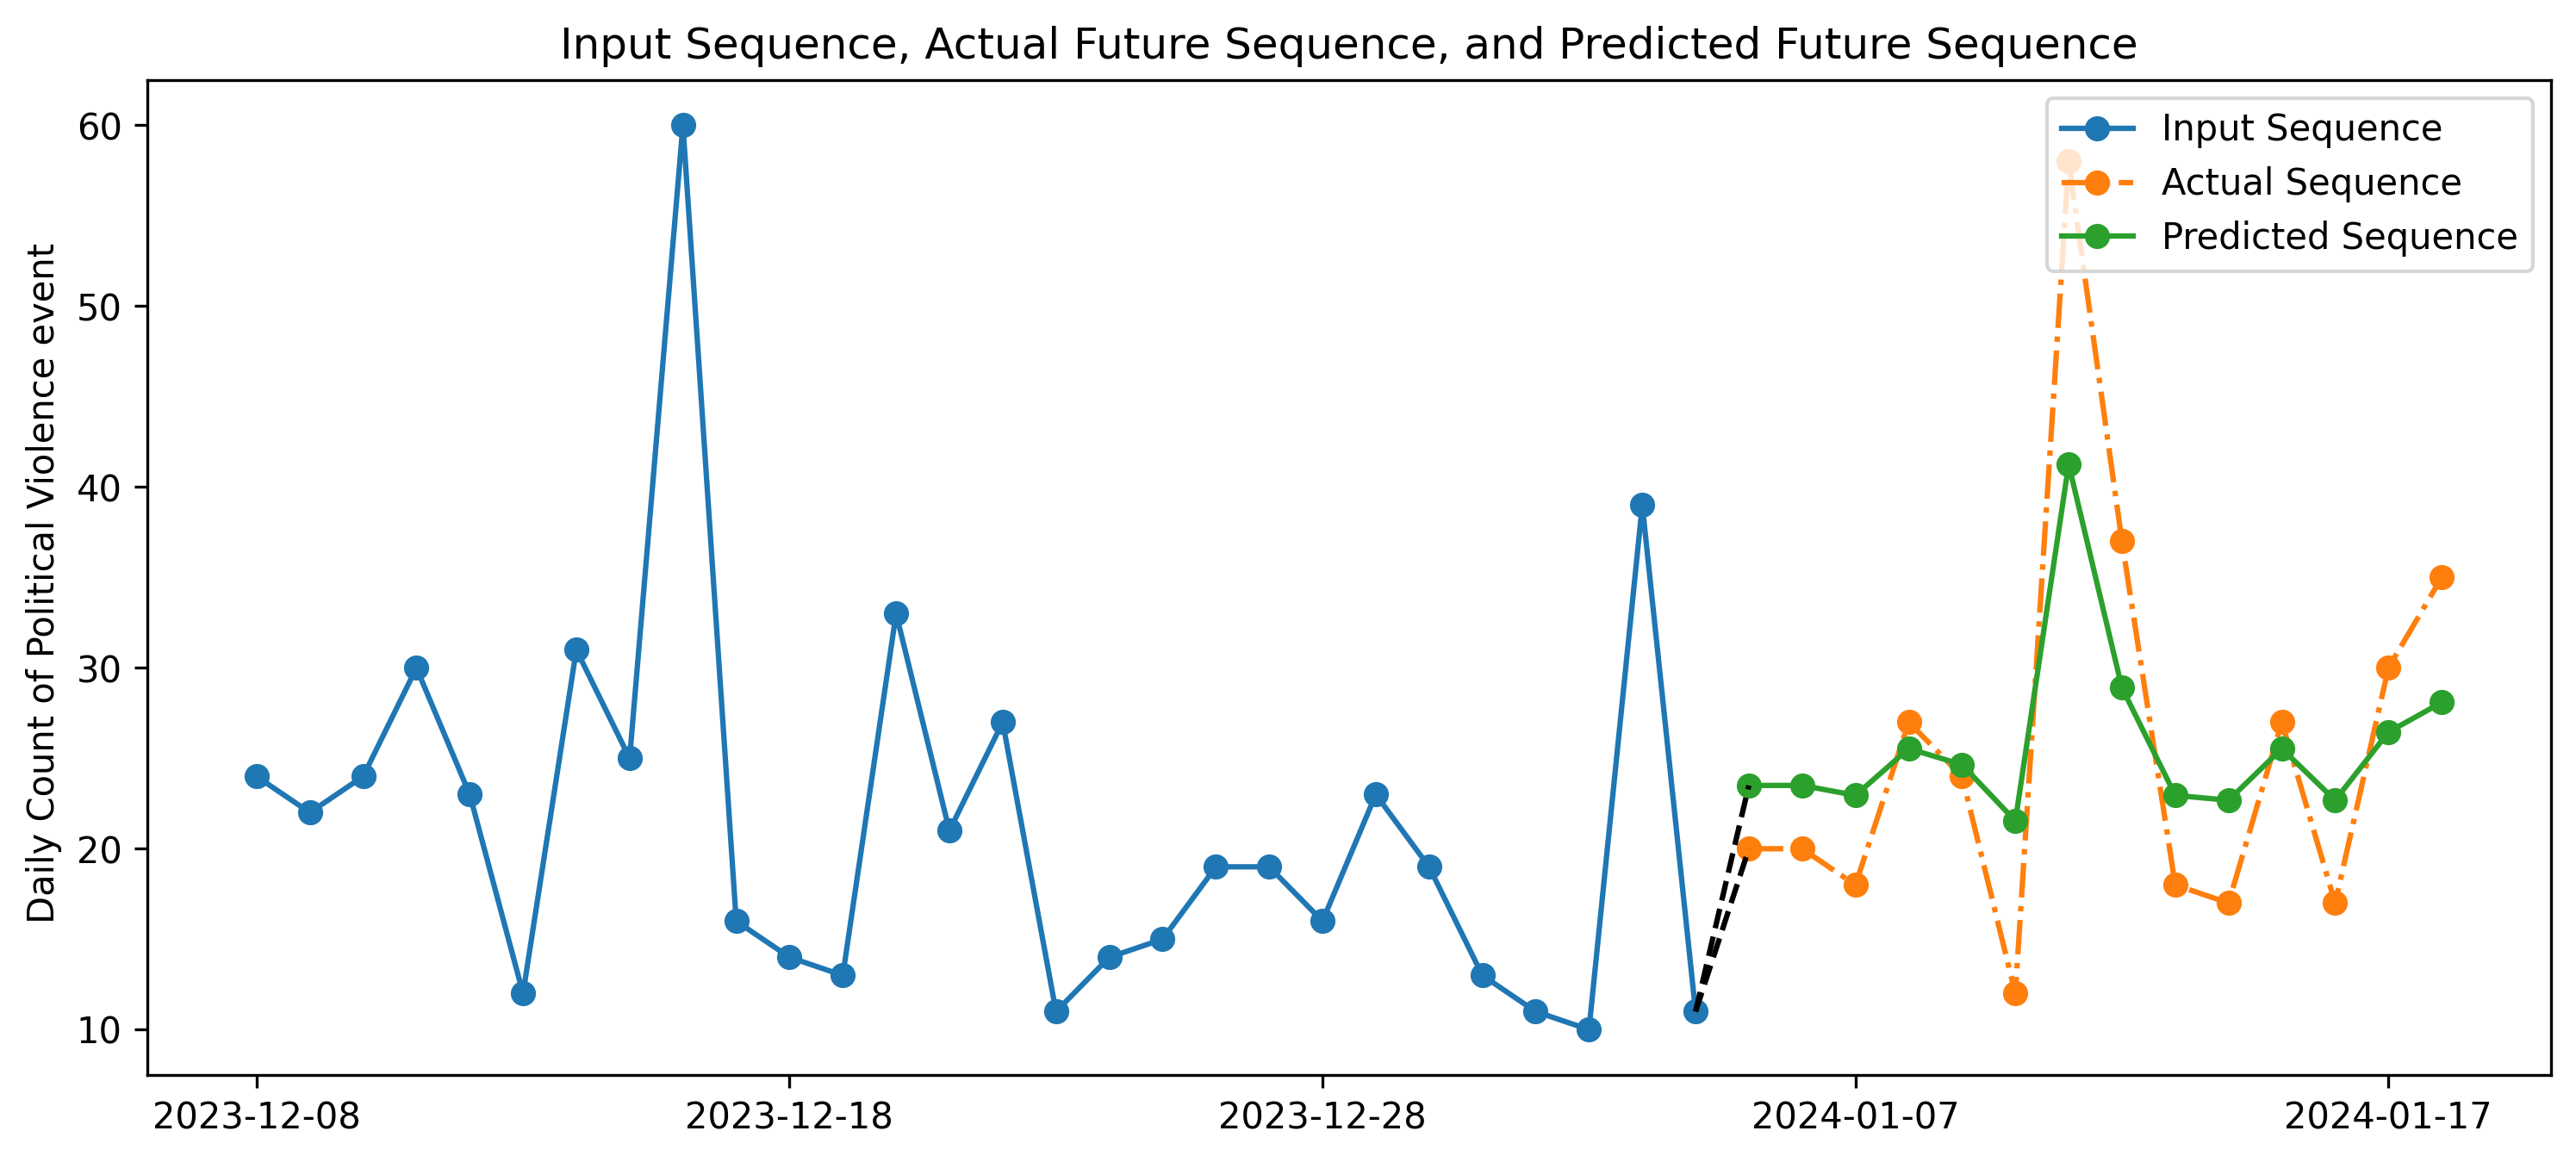 Input Sequence, Actual Future Sequence, and Predicted Future Sequence
Daily Count of Political Violence event
60
50
40
30
20
10
Input Sequence
Actual Sequence
Predicted Sequence
2023-12-08
2023-12-18
2023-12-28
2024-01-07
2024-01-17